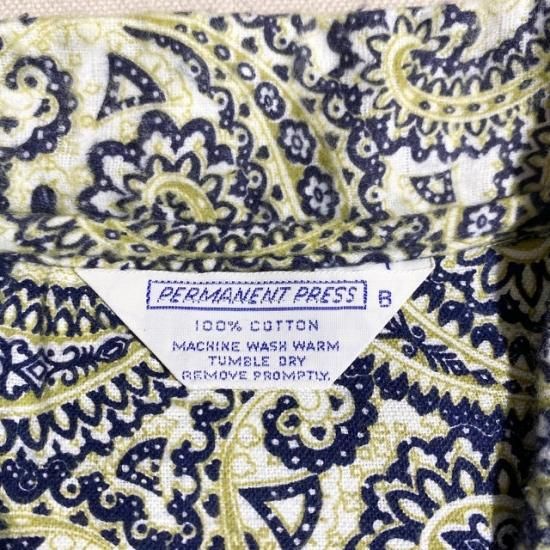 PERMANENT PRESS B
100% COTTON
MACHINE WASH WARM
TUMBLE DRY
REMOVE PROMPTLY.